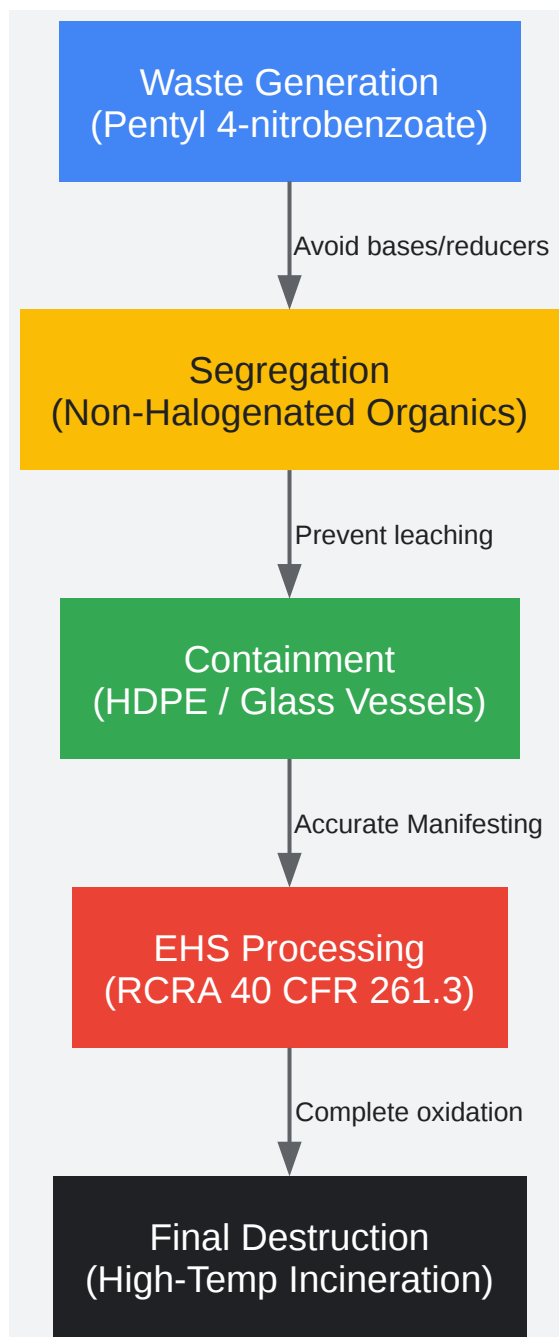 Waste Generation
(Pentyl 4-nitrobenzoate)
Avoid bases/reducers
Segregation
(Non-Halogenated Organics)
Prevent leaching
Containment
(HDPE / Glass Vessels)
Accurate Manifesting
EHS Processing
(RCRA 40 CFR 261.3)
Complete oxidation
Final Destruction
(High-Temp Incineration)